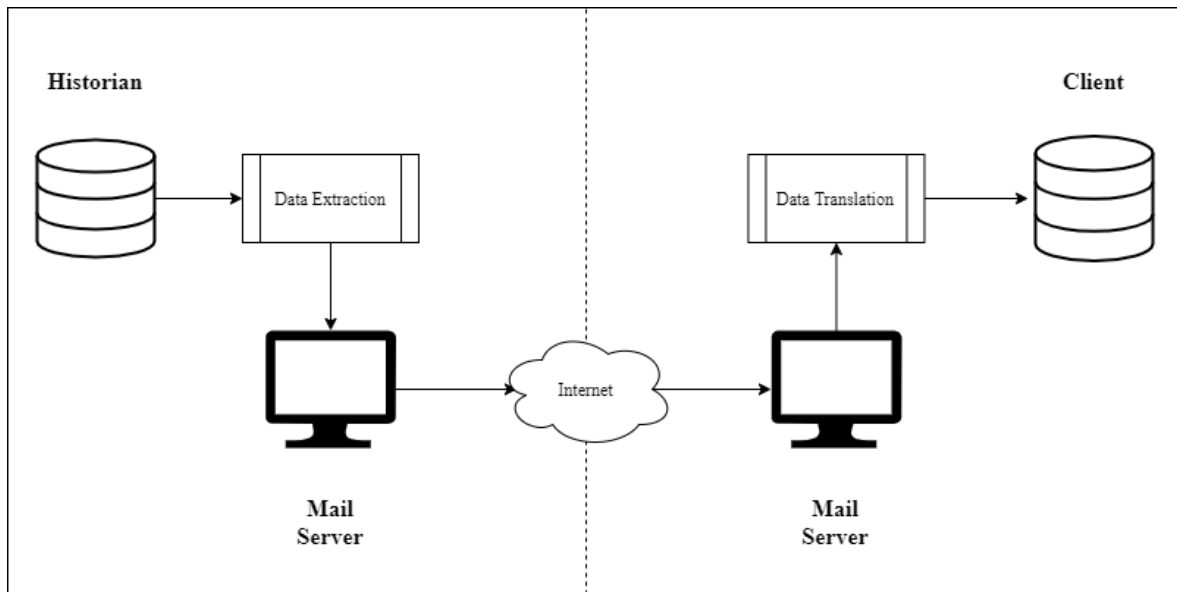 Historian
Client
Data Extraction
Data Translation
Internet
Mail
Server
Mail
Server